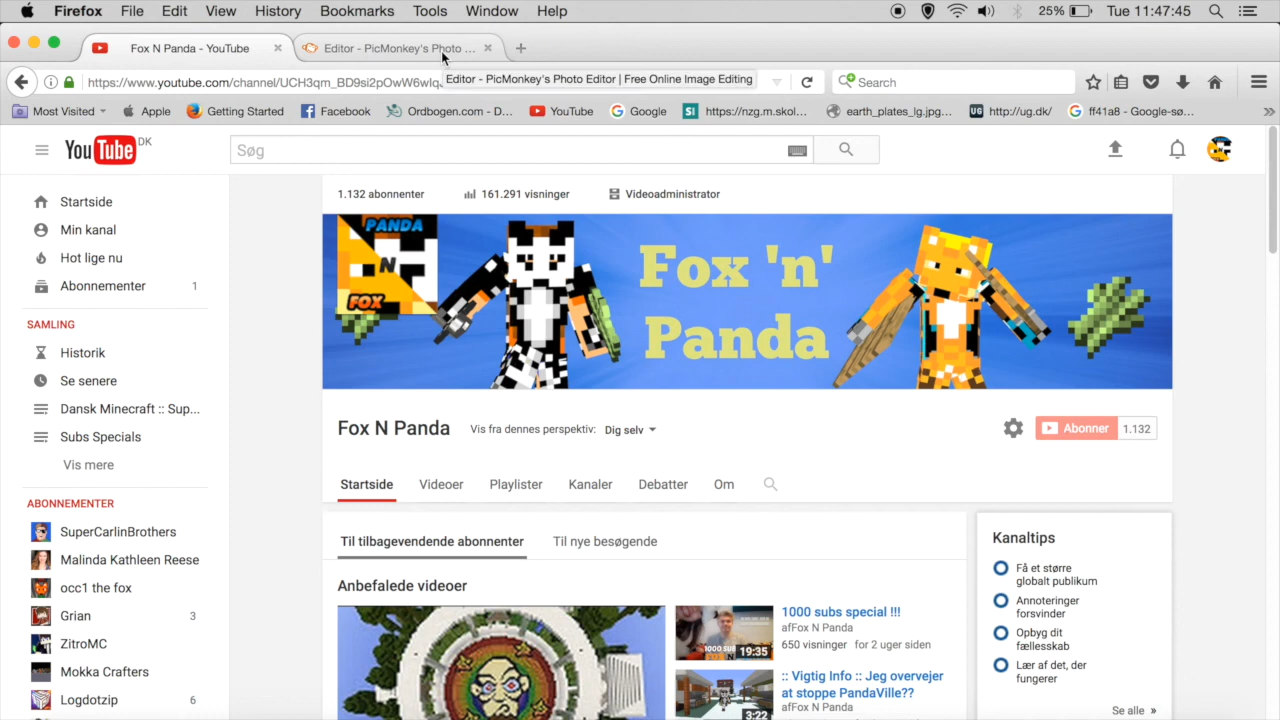 Firefox File Edit View History Bookmarks Tools Window Help 25% Tue 11:47:45
Fox N Panda - YouTube Editor - PicMonkey's Photo ...
https://www.youtube.com/channel/UCH3qm_BD9si2pOwW6wIq Search
Editor - PicMonkey's Photo Editor | Free Online Image Editing
Most Visited Apple Getting Started Facebook Ordbogen.com - D... YouTube Google https://nzg.m.skol... earth_plates_lg.jpg... http://ug.dk/ ff41a8 - Google-sø...
YouTube DK
Søg
1.132 abonnenter 161.291 visninger Videoadministrator
Startside
Min kanal
Hot lige nu
Abonnementer 1
SAMLING
Historik
Se senere
Dansk Minecraft :: Sup...
Subs Specials
Vis mere
ABONNEMENTER
SuperCarlinBrothers
Malinda Kathleen Reese
occ1 the fox
Grian 3
ZitroMC
Mokka Crafters
Logdotzip 6
PANDA
N
FOX
Fox 'n'
Panda
Fox N Panda Vis fra dennes perspektiv: Dig selv Abonner 1.132
Startside Videoer Playlister Kanaler Debatter Om
Til tilbagevendende abonnenter Til nye besøgende
Anbefalede videoer
1000 SUBS
19:35
1000 subs special !!!
afFox N Panda
650 visninger for 2 uger siden
3:22
:: Vigtig Info :: Jeg overvejer
at stoppe PandaVille??
afFox N Panda
Kanaltips
Få et større
globalt publikum
Annoteringer
forsvinder
Opbyg dit
fællesskab
Lær af det, der
fungerer
Se alle »